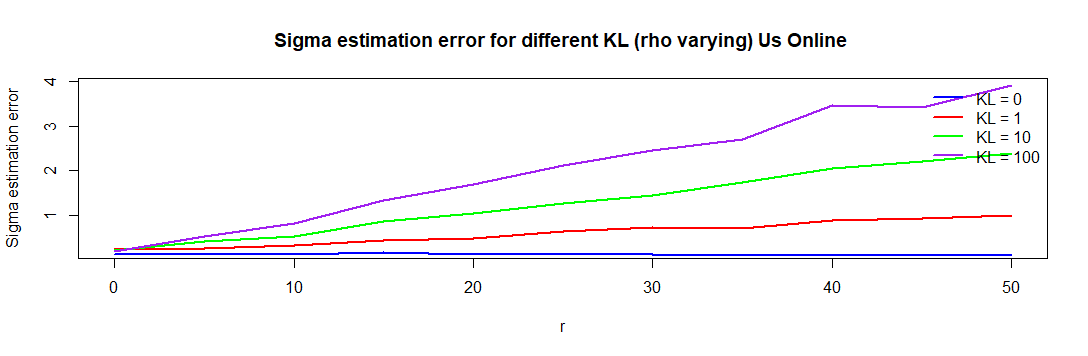 Sigma estimation error for different KL (rho varying) Us Online
Sigma estimation error
4
3
2
1
KL = 0
KL = 1
KL = 10
KL = 100
0 10 20 30 40 50
r